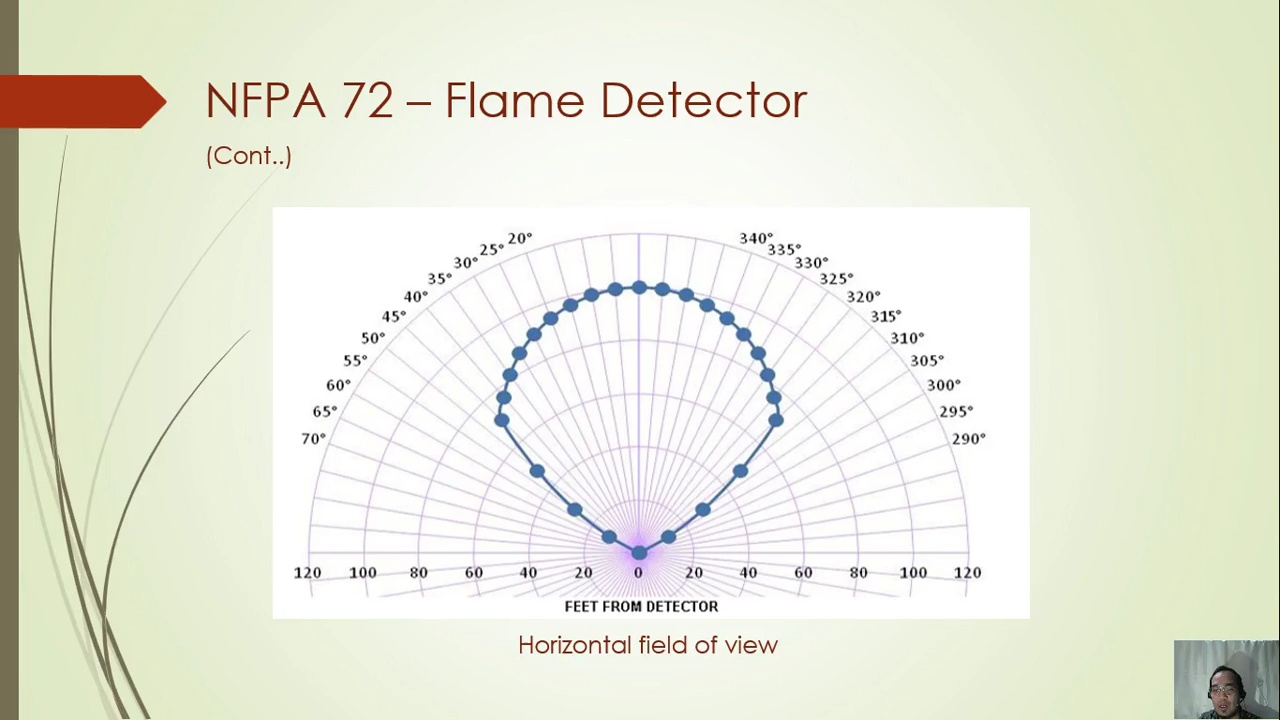 NFPA 72 – Flame Detector
(Cont..)
20° 340°
25° 335°
30° 330°
35° 325°
40° 320°
45° 315°
50° 310°
55° 305°
60° 300°
65° 295°
70° 290°
120 100 80 60 40 20 0 20 40 60 80 100 120
FEET FROM DETECTOR
Horizontal field of view